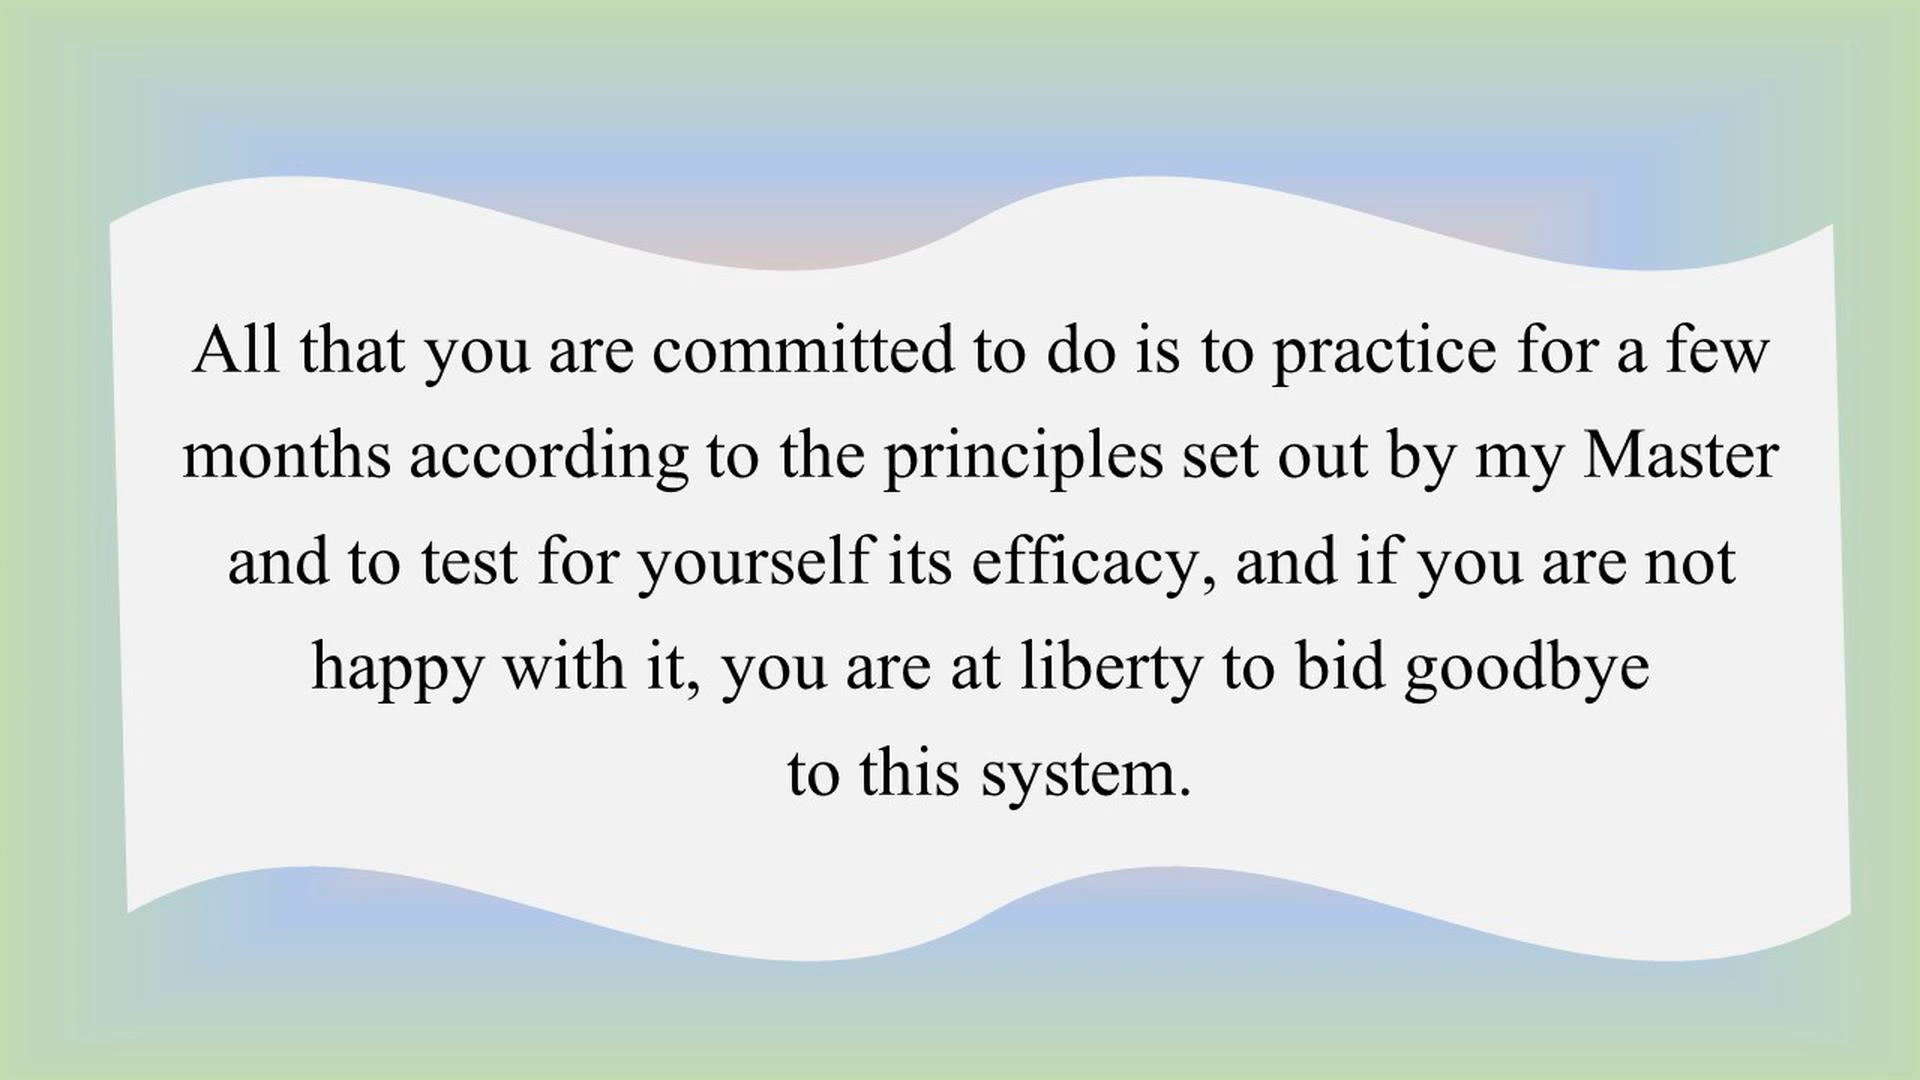 All that you are committed to do is to practice for a few
months according to the principles set out by my Master
and to test for yourself its efficacy, and if you are not
happy with it, you are at liberty to bid goodbye
to this system.